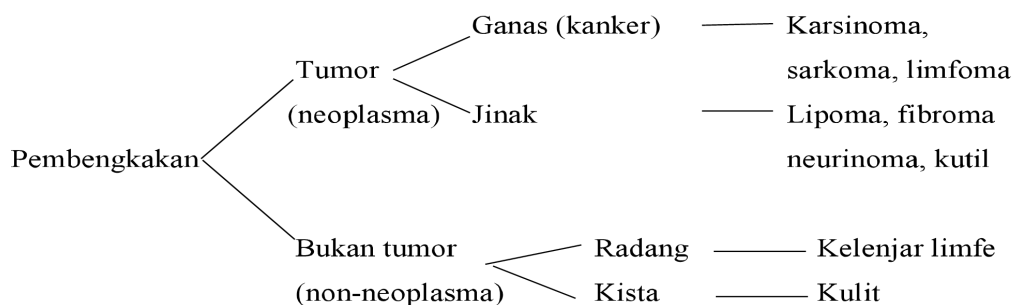 Ganas (kanker) Karsinoma,
Tumor sarkoma, limfoma
(neoplasma) Jinak Lipoma, fibroma
Pembengkakan neurinoma, kutil
Bukan tumor Radang Kelenjar limfe
(non-neoplasma) Kista Kulit